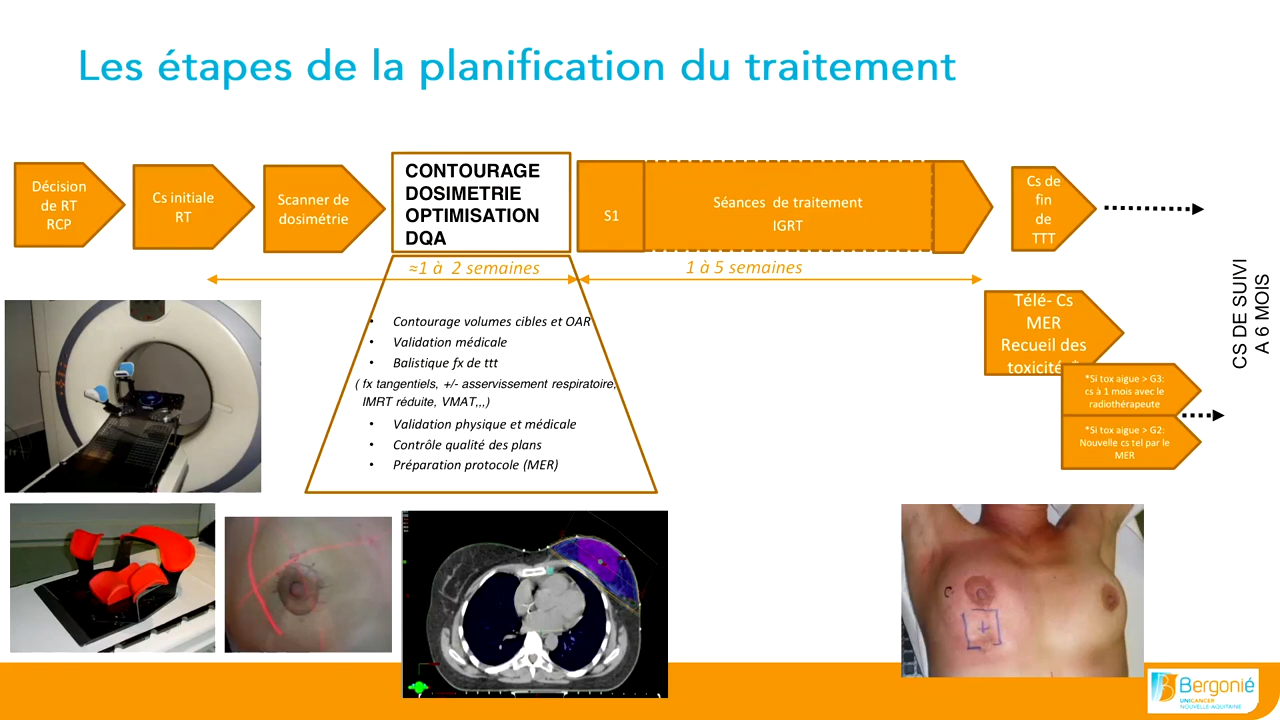 Les étapes de la planification du traitement
Décision
de RT
RCP
Cs initiale
RT
Scanner de
dosimétrie
CONTOURAGE
DOSIMETRIE
OPTIMISATION
DQA
S1
Séances de traitement
IGRT
Cs de
fin
de
TTT
≈1 à 2 semaines
1 à 5 semaines
• Contourage volumes cibles et OAR
• Validation médicale
• Balistique fx de ttt
( fx tangentiels, +/- asservissement respiratoire,
IMRT réduite, VMAT,,,)
• Validation physique et médicale
• Contrôle qualité des plans
• Préparation protocole (MER)
Télé- Cs
MER
Recueil des
toxicité *
*Si tox aigue > G3:
cs à 1 mois avec le
radiothérapeute
*Si tox aigue > G2:
Nouvelle cs tel par le
MER
CS DE SUIVI
A 6 MOIS
Bergonié
UNICANCER
NOUVELLE-AQUITAINE